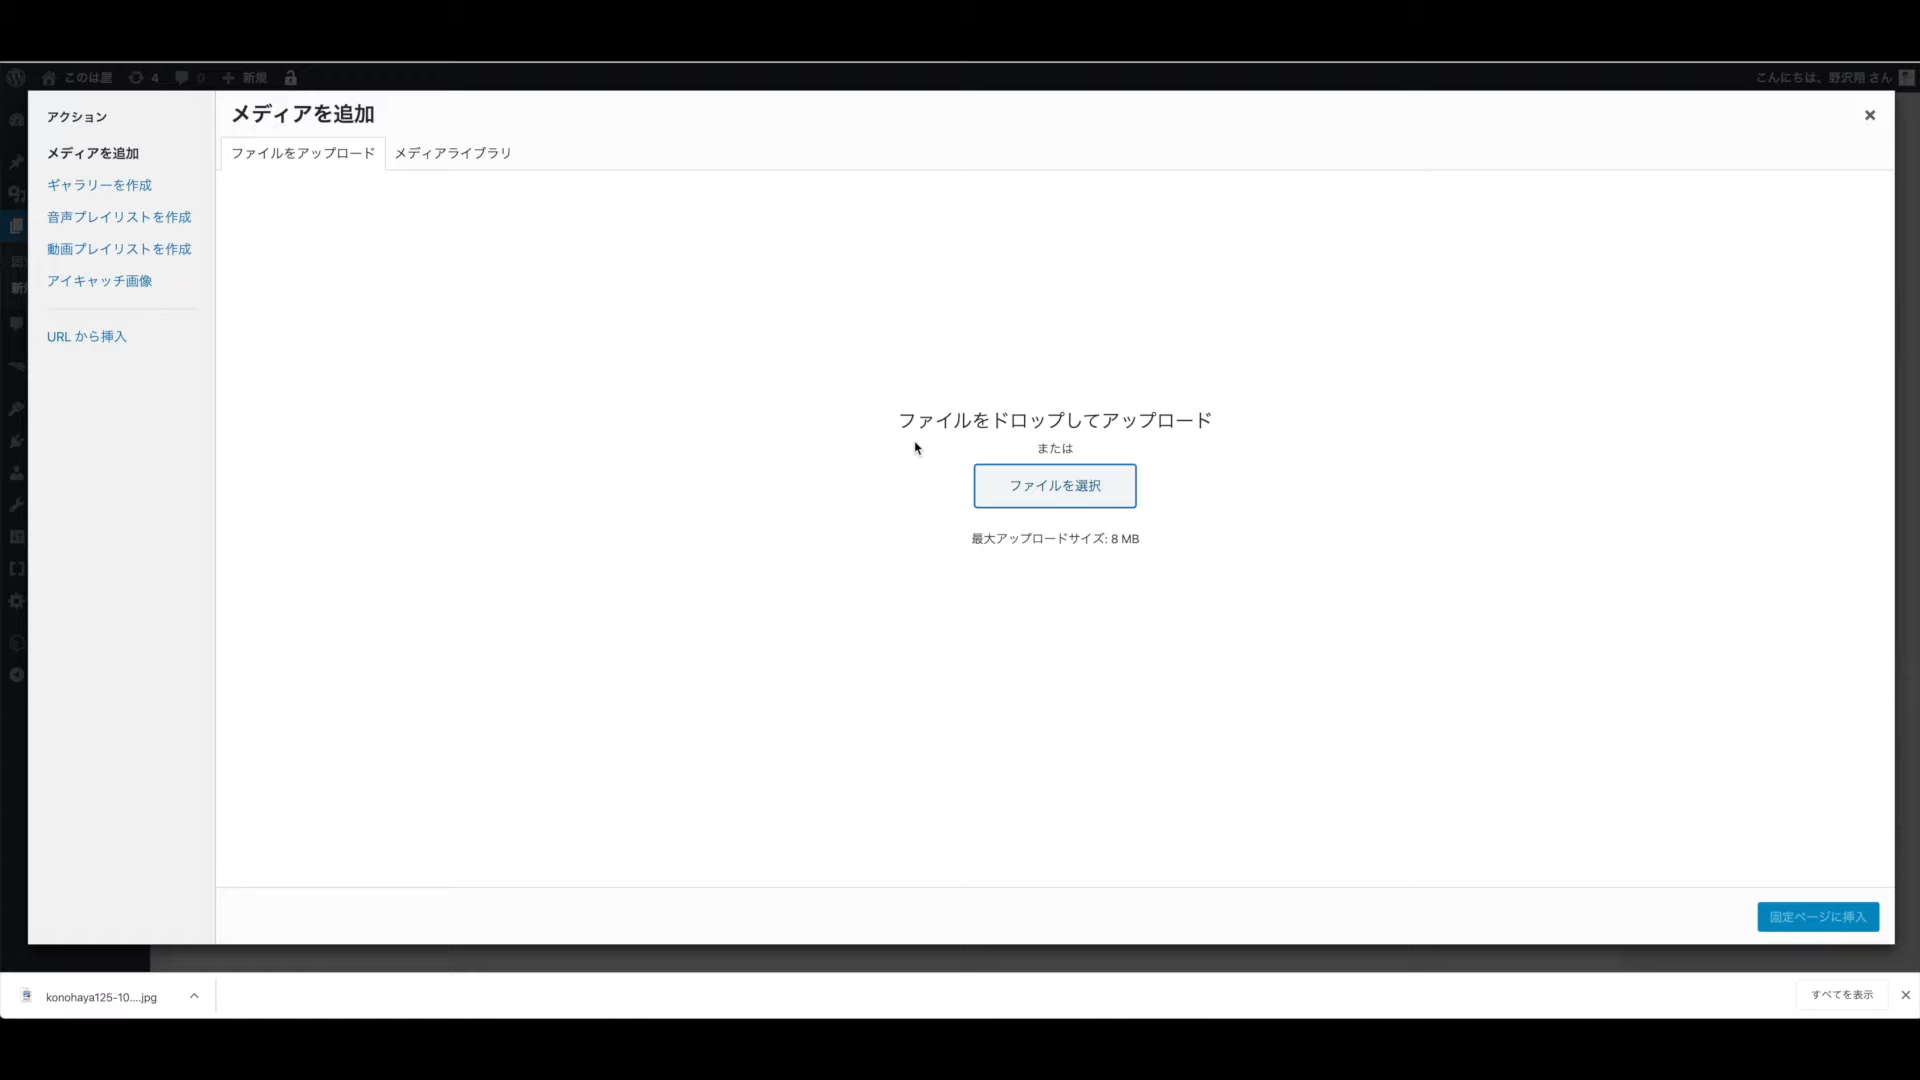 このは屋 4 0 新規
こんにちは、野沢翔 さん
アクション
メディアを追加
ギャラリーを作成
音声プレイリストを作成
動画プレイリストを作成
アイキャッチ画像
URL から挿入
メディアを追加
ファイルをアップロード メディアライブラリ
ファイルをドロップしてアップロード
または
ファイルを選択
最大アップロードサイズ: 8 MB
固定ページに挿入
konohaya125-10....jpg
すべてを表示